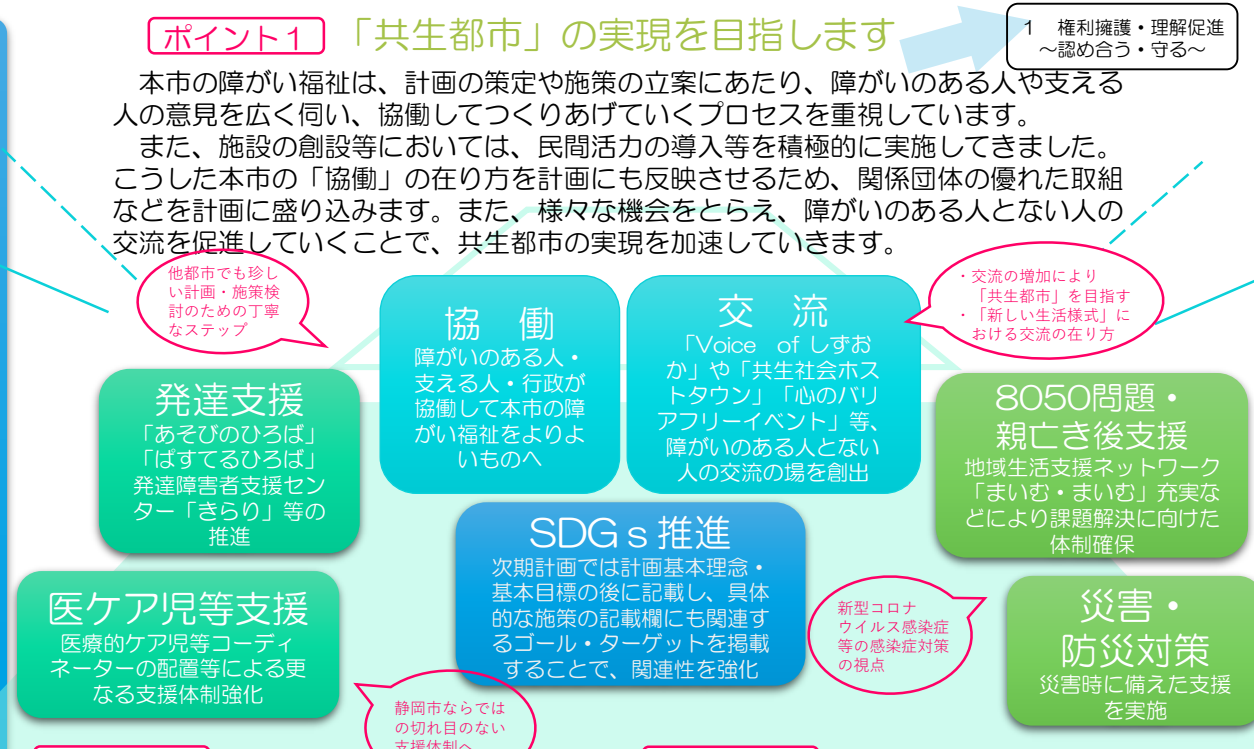 ポイント1 「共生都市」の実現を目指します
1 権利擁護・理解促進
～認め合う・守る～
本市の障がい福祉は、計画の策定や施策の立案にあたり、障がいのある人や支える
人の意見を広く伺い、協働してつくりあげていくプロセスを重視しています。
また、施設の創設等においては、民間活力の導入等を積極的に実施してきました。
こうした本市の「協働」の在り方を計画にも反映させるため、関係団体の優れた取組
などを計画に盛り込みます。また、様々な機会をとらえ、障がいのある人とない人の
交流を促進していくことで、共生都市の実現を加速していきます。
他都市でも珍し
い計画・施策検
討のための丁寧
なステップ
協 働
障がいのある人・
支える人・行政が
協働して本市の障
がい福祉をよりよ
いものへ
交 流
「Voice of しずお
か」や「共生社会ホス
トタウン」「心のバリ
アフリーイベント」等、
障がいのある人とない
人の交流の場を創出
・交流の増加により
「共生都市」を目指す
・「新しい生活様式」に
おける交流の在り方
発達支援
「あそびのひろば」
「ぱすてるひろば」
発達障害者支援セン
ター「きらり」等の
推進
8050問題・
親亡き後支援
地域生活支援ネットワーク
「まいむ・まいむ」充実な
どにより課題解決に向けた
体制確保
SDGs推進
次期計画では計画基本理念・
基本目標の後に記載し、具体
的な施策の記載欄にも関連す
るゴール・ターゲットを掲載
することで、関連性を強化
医ケア児等支援
医療的ケア児等コーディ
ネーターの配置等による更
なる支援体制強化
新型コロナ
ウイルス感染症
等の感染症対策
の視点
災害・
防災対策
災害時に備えた支援
を実施
静岡市ならでは
の切れ目のない
支援体制へ